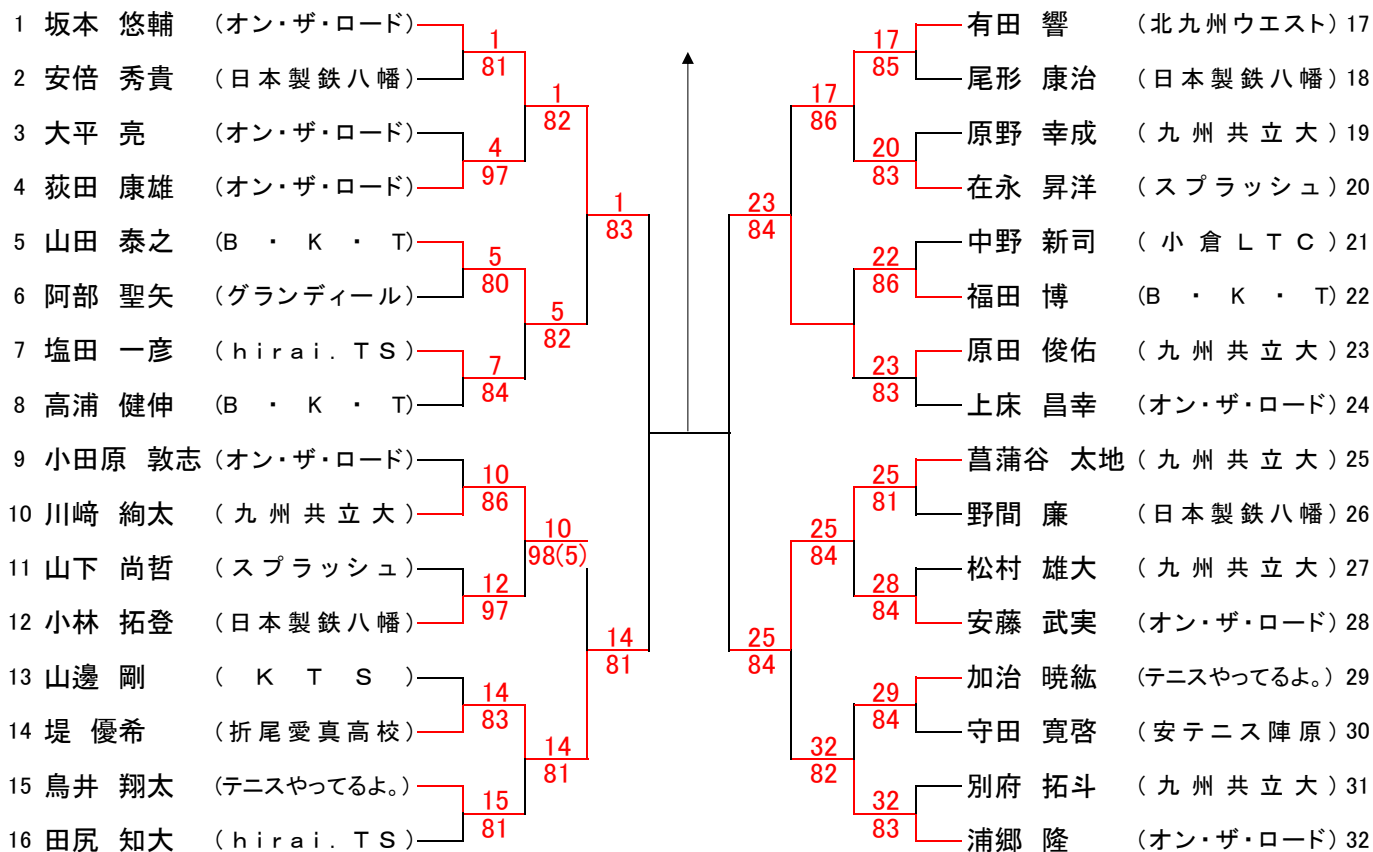 1 坂本 悠輔 (オン・ザ・ロード)
2 安倍 秀貴 (日本製鉄八幡)
3 大平 亮 (オン・ザ・ロード)
4 荻田 康雄 (オン・ザ・ロード)
5 山田 泰之 (B ・ K ・ T)
6 阿部 聖矢 (グランディール)
7 塩田 一彦 (hirai.TS)
8 高浦 健伸 (B ・ K ・ T)
9 小田原 敦志 (オン・ザ・ロード)
10 川﨑 絢太 (九州共立大)
11 山下 尚哲 (スプラッシュ)
12 小林 拓登 (日本製鉄八幡)
13 山邊 剛 (K T S)
14 堤 優希 (折尾愛真高校)
15 鳥井 翔太 (テニスやってるよ。)
16 田尻 知大 (hirai.TS)
1
81
4
97
5
80
7
84
10
86
12
97
14
83
15
81
1
82
5
82
10
98(5)
14
81
1
83
14
81
23
84
25
84
17
86
23
83
25
84
32
82
17
85
20
83
22
86
25
81
28
84
29
84
32
83
有田 響 (北九州ウエスト) 17
尾形 康治 (日本製鉄八幡) 18
原野 幸成 (九州共立大) 19
在永 昇洋 (スプラッシュ) 20
中野 新司 (小倉LTC) 21
福田 博 (B ・ K ・ T) 22
原田 俊佑 (九州共立大) 23
上床 昌幸 (オン・ザ・ロード) 24
菖蒲谷 太地 (九州共立大) 25
野間 廉 (日本製鉄八幡) 26
松村 雄大 (九州共立大) 27
安藤 武実 (オン・ザ・ロード) 28
加治 暁紘 (テニスやってるよ。) 29
守田 寛啓 (安テニス陣原) 30
別府 拓斗 (九州共立大) 31
浦郷 隆 (オン・ザ・ロード) 32